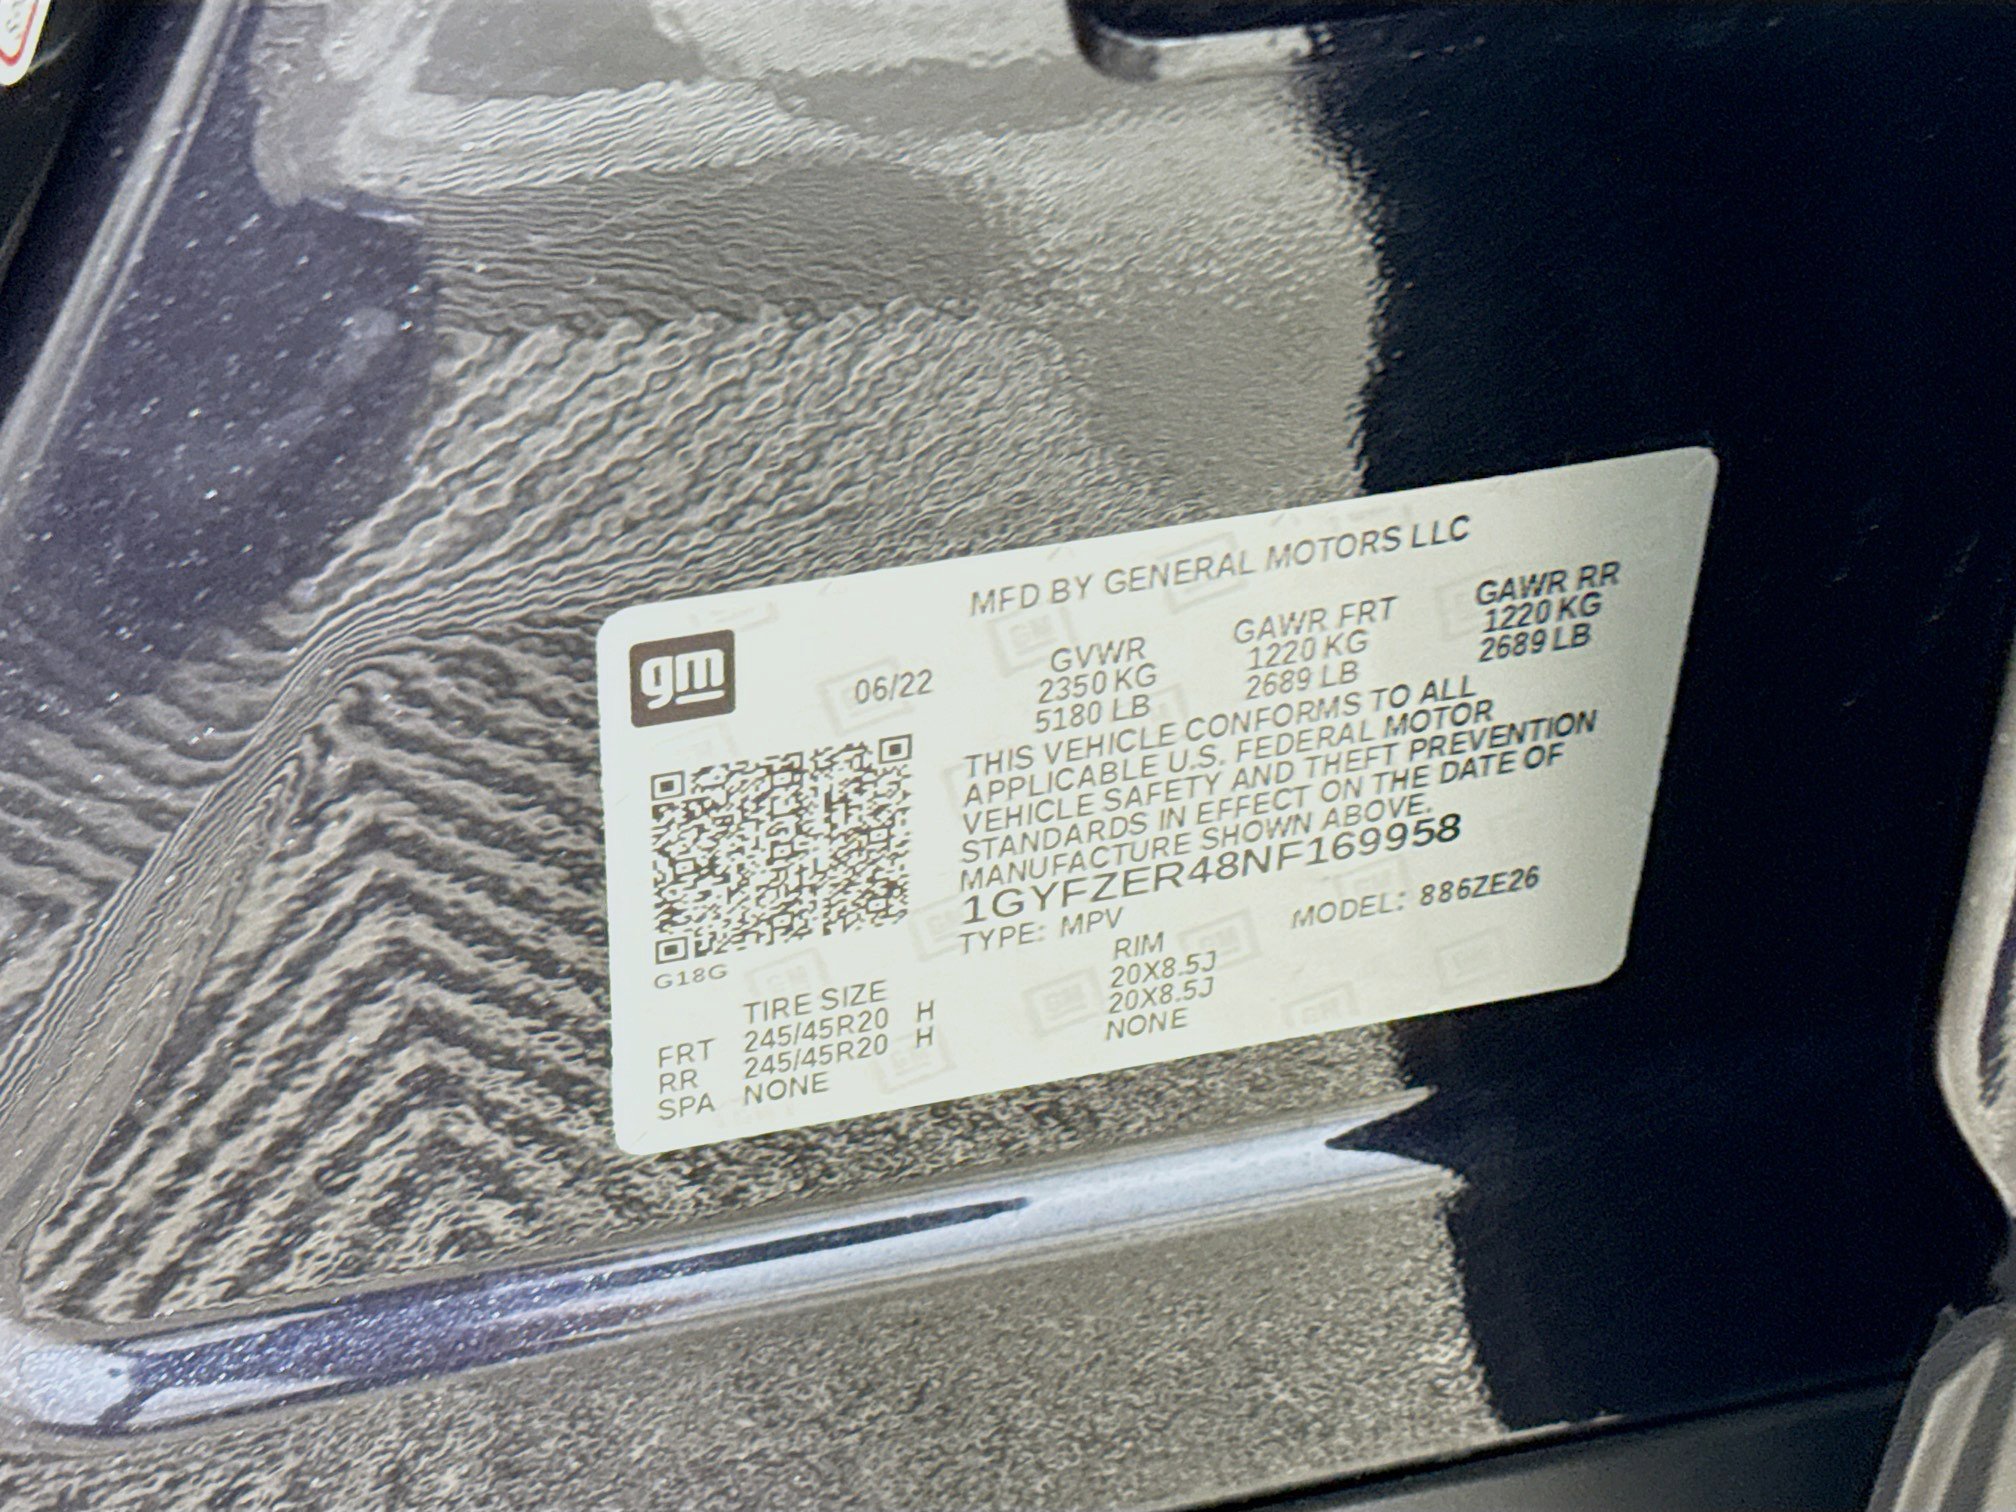 MFD BY GENERAL MOTORS LLC
gm
06/22
GVWR GAWR FRT GAWR RR
2350 KG 1220 KG 1220 KG
5180 LB 2689 LB 2689 LB
THIS VEHICLE CONFORMS TO ALL
APPLICABLE U.S. FEDERAL MOTOR
VEHICLE SAFETY AND THEFT PREVENTION
STANDARDS IN EFFECT ON THE DATE OF
MANUFACTURE SHOWN ABOVE.
1GYFZER48NF169958
TYPE: MPV MODEL: 886ZE26
G18G
TIRE SIZE RIM
FRT 245/45R20 H 20X8.5J
RR 245/45R20 H 20X8.5J
SPA NONE NONE